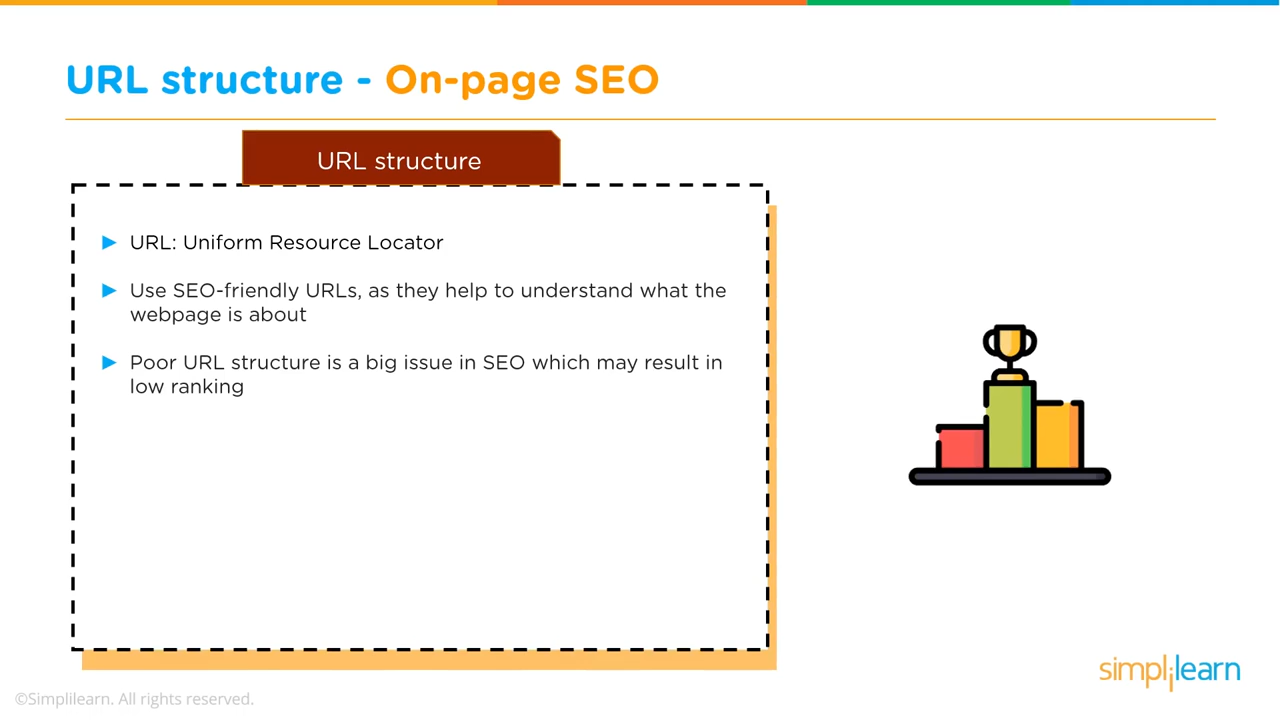 URL structure - On-page SEO
URL structure
► URL: Uniform Resource Locator
► Use SEO-friendly URLs, as they help to understand what the
webpage is about
► Poor URL structure is a big issue in SEO which may result in
low ranking
simplilearn
©Simplilearn. All rights reserved.